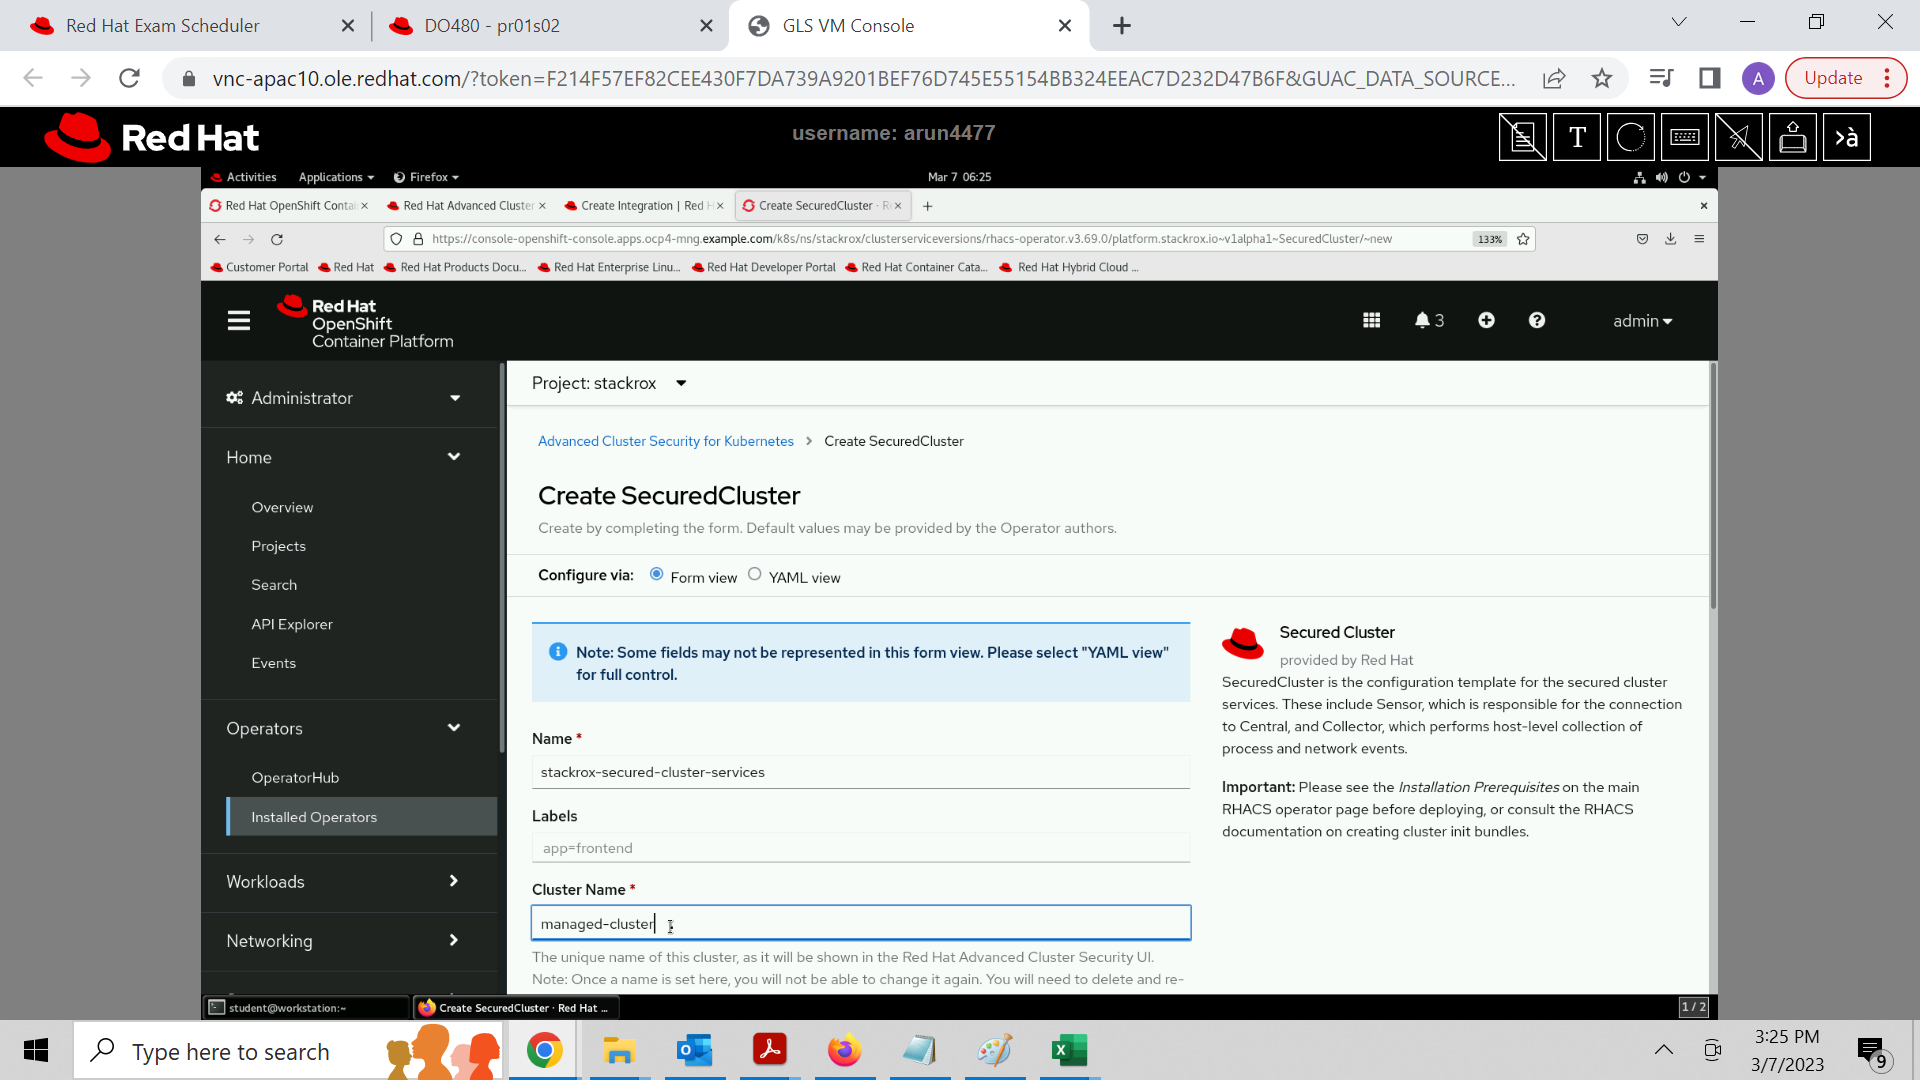 Red Hat Exam Scheduler
DO480 - pr01s02
GLS VM Console
vnc-apac10.ole.redhat.com/?token=F214F57EF82CEE430F7DA739A9201BEF76D745E55154BB324EEAC7D232D47B6F&GUAC_DATA_SOURCE...
A
Update
Red Hat
username: arun4477
T
>à
Activities
Applications
Firefox
Mar 7 06:25
Red Hat OpenShift Contai
Red Hat Advanced Cluster
Create Integration | Red H
Create SecuredCluster · Re
https://console-openshift-console.apps.ocp4-mng.example.com/k8s/ns/stackrox/clusterserviceversions/rhacs-operator.v3.69.0/platform.stackrox.io~v1alpha1~SecuredCluster/~new
133%
Customer Portal
Red Hat
Red Hat Products Docu...
Red Hat Enterprise Linu...
Red Hat Developer Portal
Red Hat Container Cata...
Red Hat Hybrid Cloud ...
Red Hat
OpenShift
Container Platform
3
admin
Administrator
Home
Overview
Projects
Search
API Explorer
Events
Operators
OperatorHub
Installed Operators
Workloads
Networking
Project: stackrox
Advanced Cluster Security for Kubernetes > Create SecuredCluster
Create SecuredCluster
Create by completing the form. Default values may be provided by the Operator authors.
Configure via: Form view YAML view
Note: Some fields may not be represented in this form view. Please select "YAML view"
for full control.
Name *
stackrox-secured-cluster-services
Labels
app=frontend
Cluster Name *
managed-cluster
The unique name of this cluster, as it will be shown in the Red Hat Advanced Cluster Security UI.
Note: Once a name is set here, you will not be able to change it again. You will need to delete and re-
Secured Cluster
provided by Red Hat
SecuredCluster is the configuration template for the secured cluster
services. These include Sensor, which is responsible for the connection
to Central, and Collector, which performs host-level collection of
process and network events.
Important: Please see the Installation Prerequisites on the main
RHACS operator page before deploying, or consult the RHACS
documentation on creating cluster init bundles.
student@workstation:~
Create SecuredCluster · Red Hat ...
1 / 2
Type here to search
3:25 PM
3/7/2023
9